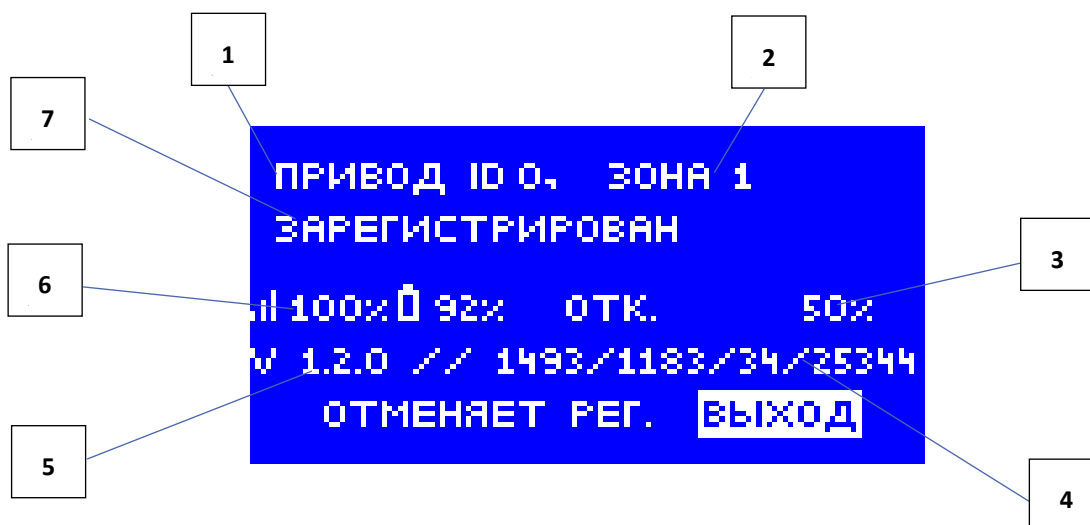 1
2
7
ПРИВОД ID 0, ЗОНА 1
ЗАРЕГИСТРИРОВАН
6
3
100% 92% ОТК. 50%
V 1.2.0 // 1493/1183/34/25344
ОТМЕНЯЕТ РЕГ. ВЫХОД
5
4